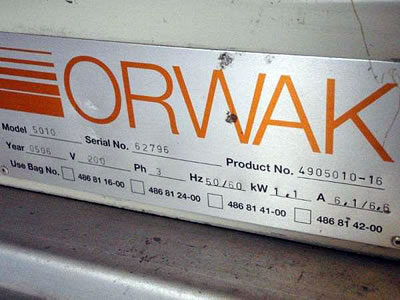 ORWAK
Model 5010 Serial No. 62796 Product No. 4905010-16
Year 0506 V 200 Ph 3 Hz 50/60 kW 1,1 A 6,1/6,6
Use Bag No. 486 81 16-00 486 81 24-00 486 81 41-00 486 81 42-00